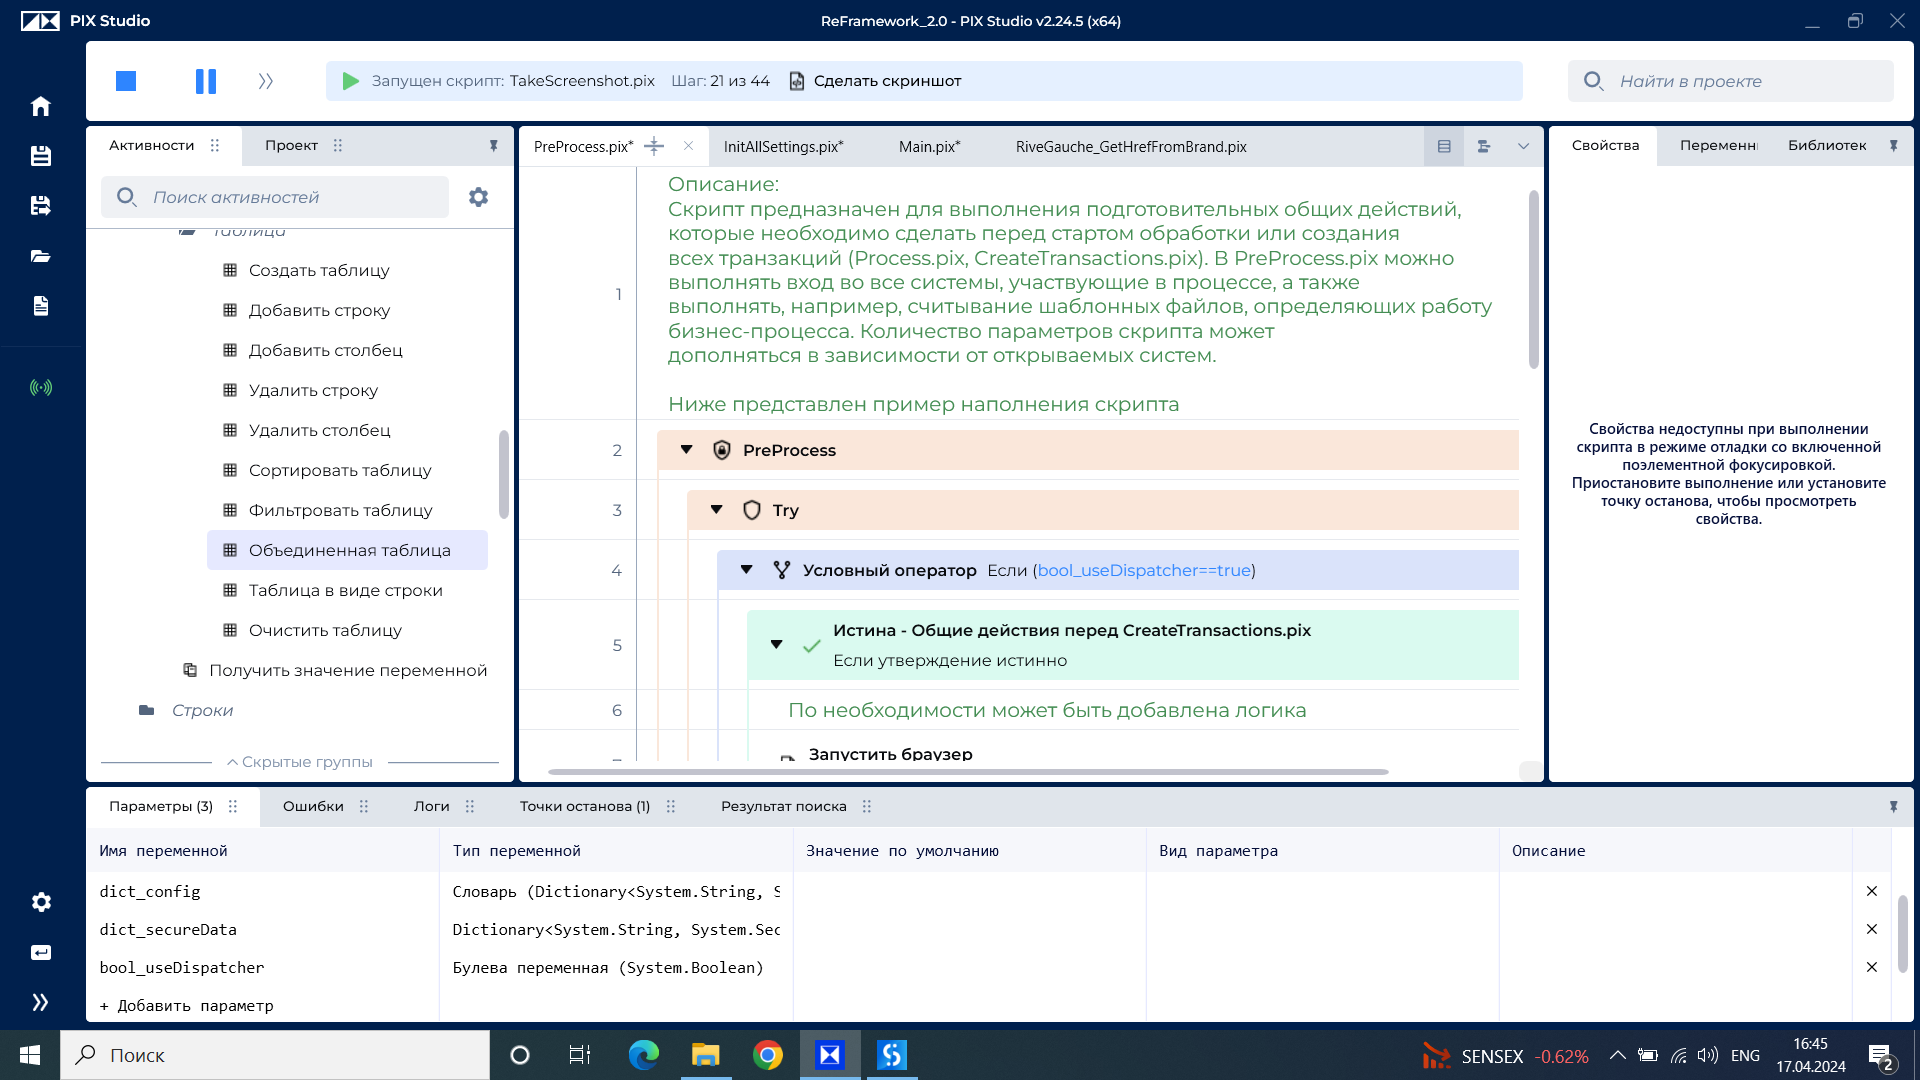 PIX Studio
ReFramework_2.0 - PIX Studio v2.24.5 (x64)
Запущен скрипт: TakeScreenshot.pix Шаг: 21 из 44 Сделать скриншот
Найти в проекте
Активности
Проект
PreProcess.pix*
InitAllSettings.pix*
Main.pix*
RiveGauche_GetHrefFromBrand.pix
Свойства
Переменн
Библиотек
Поиск активностей
Таблица
Создать таблицу
Добавить строку
Добавить столбец
Удалить строку
Удалить столбец
Сортировать таблицу
Фильтровать таблицу
Объединенная таблица
Таблица в виде строки
Очистить таблицу
Получить значение переменной
Строки
Скрытые группы
1
Описание:
Скрипт предназначен для выполнения подготовительных общих действий,
которые необходимо сделать перед стартом обработки или создания
всех транзакций (Process.pix, CreateTransactions.pix). В PreProcess.pix можно
выполнять вход во все системы, участвующие в процессе, а также
выполнять, например, считывание шаблонных файлов, определяющих работу
бизнес-процесса. Количество параметров скрипта может
дополняться в зависимости от открываемых систем.
Ниже представлен пример наполнения скрипта
2 PreProcess
3 Try
4 Условный оператор Если (bool_useDispatcher==true)
5 Истина - Общие действия перед CreateTransactions.pix
Если утверждение истинно
6 По необходимости может быть добавлена логика
Запустить браузер
Свойства недоступны при выполнении
скрипта в режиме отладки со включенной
поэлементной фокусировкой.
Приостановите выполнение или установите
точку останова, чтобы просмотреть
свойства.
Параметры (3)
Ошибки
Логи
Точки останова (1)
Результат поиска
Имя переменной Тип переменной Значение по умолчанию Вид параметра Описание
dict_config Словарь (Dictionary<System.String, S
dict_secureData Dictionary<System.String, System.Sec
bool_useDispatcher Булева переменная (System.Boolean)
+ Добавить параметр
Поиск
SENSEX -0.62%
ENG
16:45
17.04.2024
2